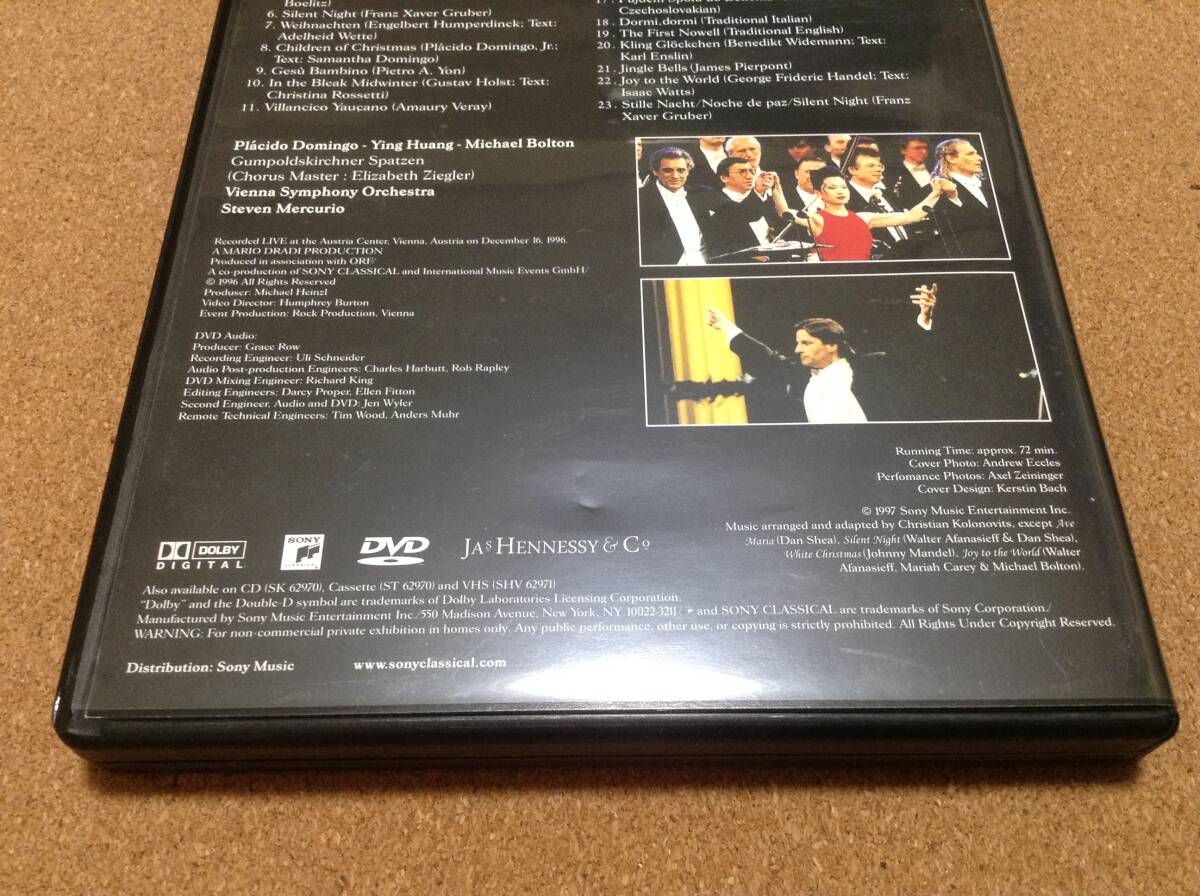 Boelitz)
6. Silent Night (Franz Xaver Gruber)
7. Weihnachten (Engelbert Humperdinck; Text:
Adelheid Wette)
8. Children of Christmas (Plácido Domingo, Jr.;
Text: Samantha Domingo)
9. Gesù Bambino (Pietro A. Yon)
10. In the Bleak Midwinter (Gustav Holst; Text:
Christina Rossetti)
11. Villancico Yaucano (Amaury Veray)
Czechoslovakian)
18. Dormi,dormi (Traditional Italian)
19. The First Nowell (Traditional English)
20. Kling Glöckchen (Benedikt Widemann; Text:
Karl Enslin)
21. Jingle Bells (James Pierpont)
22. Joy to the World (George Frideric Handel; Text:
Isaac Watts)
23. Stille Nacht/Noche de paz/Silent Night (Franz
Xaver Gruber)
Plácido Domingo - Ying Huang - Michael Bolton
Gumpoldskirchner Spatzen
(Chorus Master : Elizabeth Ziegler)
Vienna Symphony Orchestra
Steven Mercurio
Recorded LIVE at the Austria Center, Vienna, Austria on December 16, 1996.
A MARIO DRADI PRODUCTION
Produced in association with ORF/
A co-production of SONY CLASSICAL and International Music Events GmbH/
© 1996 All Rights Reserved
Produser: Michael Heinzl
Video Director: Humphrey Burton
Event Production: Rock Production, Vienna
DVD Audio:
Producer: Grace Row
Recording Engineer: Uli Schneider
Audio Post-production Engineers: Charles Harbutt, Rob Rapley
DVD Mixing Engineer: Richard King
Editing Engineers: Darcy Proper, Ellen Fitton
Second Engineer, Audio and DVD: Jen Wyler
Remote Technical Engineers: Tim Wood, Anders Muhr
Running Time: approx. 72 min.
Cover Photo: Andrew Eccles
Perfomance Photos: Axel Zeininger
Cover Design: Kerstin Bach
© 1997 Sony Music Entertainment Inc.
Music arranged and adapted by Christian Kolonovits, except Ave
Maria (Dan Shea), Silent Night (Walter Afanasieff & Dan Shea),
White Christmas (Johnny Mandel), Joy to the World (Walter
Afanasieff, Mariah Carey & Michael Bolton).
DOLBY
DIGITAL
SONY
CLASSICAL
DVD
JAS HENNESSY & CO
Also available on CD (SK 62970), Cassette (ST 62970) and VHS (SHV 62971)
"Dolby" and the Double-D symbol are trademarks of Dolby Laboratories Licensing Corporation.
Manufactured by Sony Music Entertainment Inc./550 Madison Avenue, New York, NY 10022-3211/ and SONY CLASSICAL are trademarks of Sony Corporation./
WARNING: For non-commercial private exhibition in homes only. Any public performance, other use, or copying is strictly prohibited. All Rights Under Copyright Reserved.
Distribution: Sony Music
www.sonyclassical.com